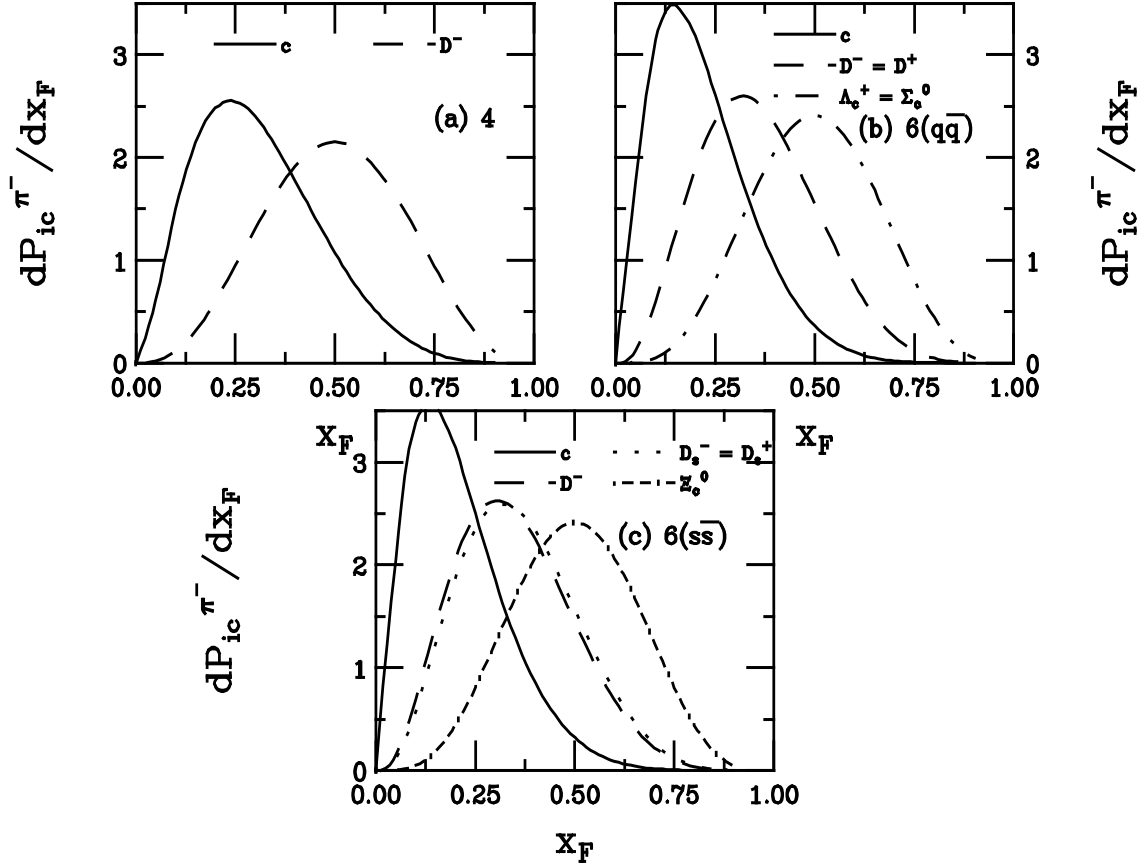 dP_ic^π⁻/dx_F
3
2
1
0
c - D⁻
(a) 4
0.00 0.25 0.50 0.75 1.00
x_F
c
- D⁻ = D⁺
Λ_c⁺ = Σ_c⁰
(b) 6(qq̅)
0.00 0.25 0.50 0.75 1.00
x_F
dP_ic^π⁻/dx_F
dP_ic^π⁻/dx_F
3
2
1
0
c D_s⁻ = D_s⁺
- D⁻ Ξ_c⁰
(c) 6(ss̅)
0.00 0.25 0.50 0.75 1.00
x_F